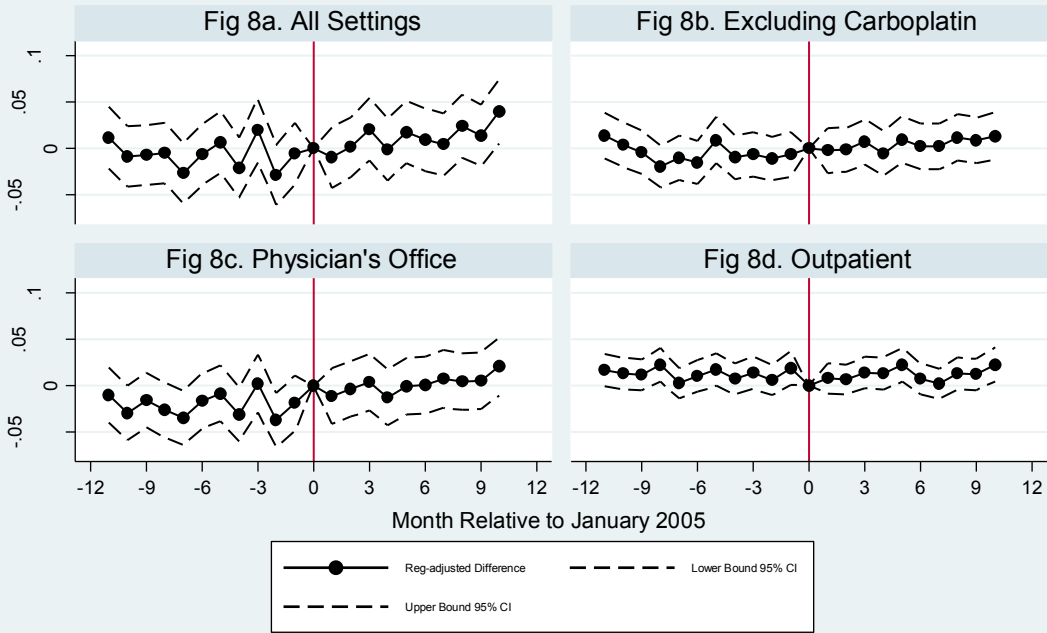 Fig 8a. All Settings
Fig 8b. Excluding Carboplatin
.1
.05
0
-.05
Fig 8c. Physician's Office
Fig 8d. Outpatient
.1
.05
0
-.05
-12 -9 -6 -3 0 3 6 9 12
-12 -9 -6 -3 0 3 6 9 12
Month Relative to January 2005
Reg-adjusted Difference
Lower Bound 95% CI
Upper Bound 95% CI